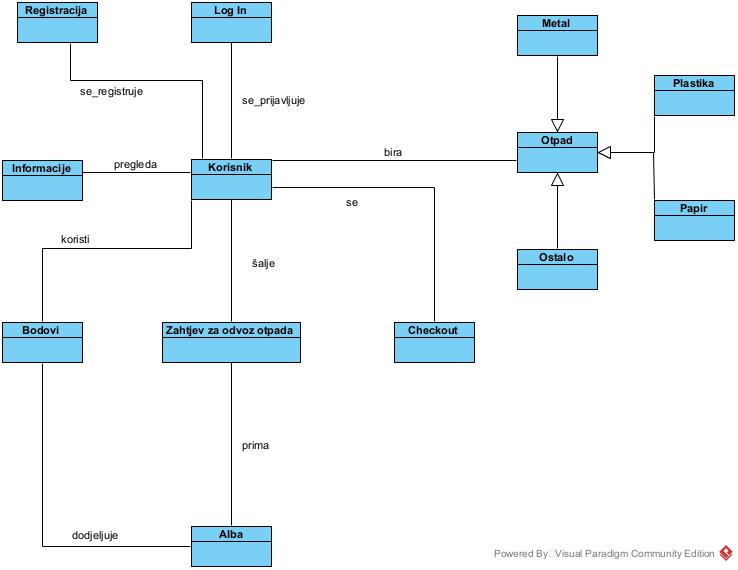 Registracija
Log In
Metal
Plastika
se_registruje
se_prijavljuje
Otpad
bira
Informacije
pregleda
Korisnik
se
Papir
koristi
šalje
Ostalo
Bodovi
Zahtjev za odvoz otpada
Checkout
prima
dodjeljuje
Alba
Powered By Visual Paradigm Community Edition